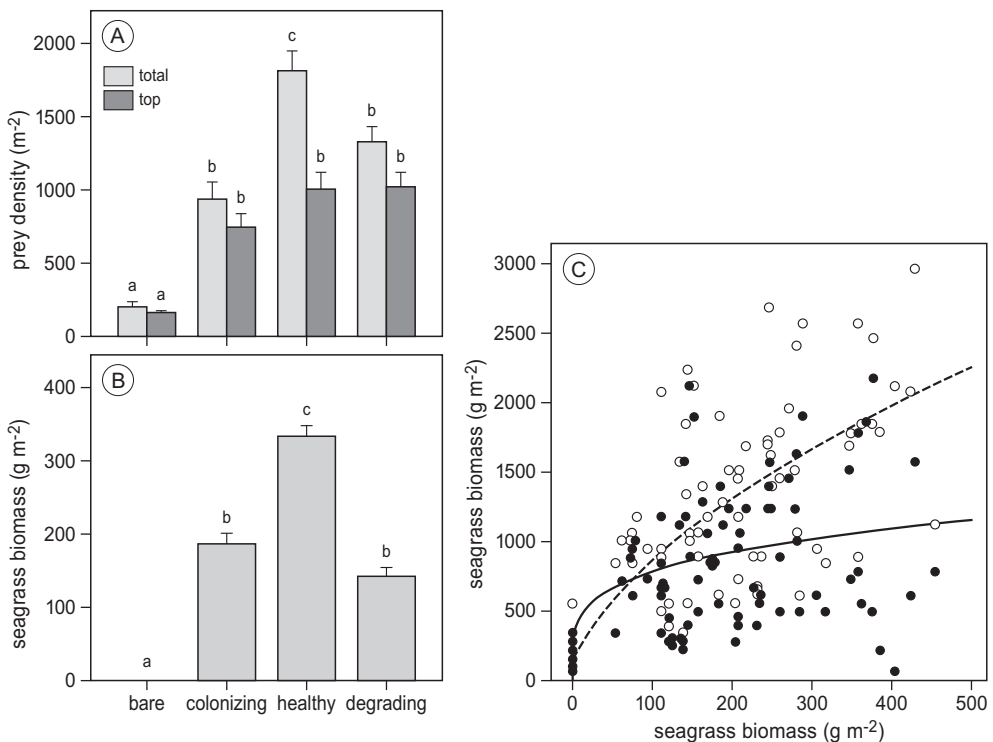 A
total
top
prey density (m-2)
2000
1500
1000
500
0
a
a
b
b
c
b
b
b
B
seagrass biomass (g m-2)
400
300
200
100
0
a
b
c
b
bare colonizing healthy degrading
C
seagrass biomass (g m-2)
3000
2500
2000
1500
1000
500
0
0 100 200 300 400 500
seagrass biomass (g m-2)